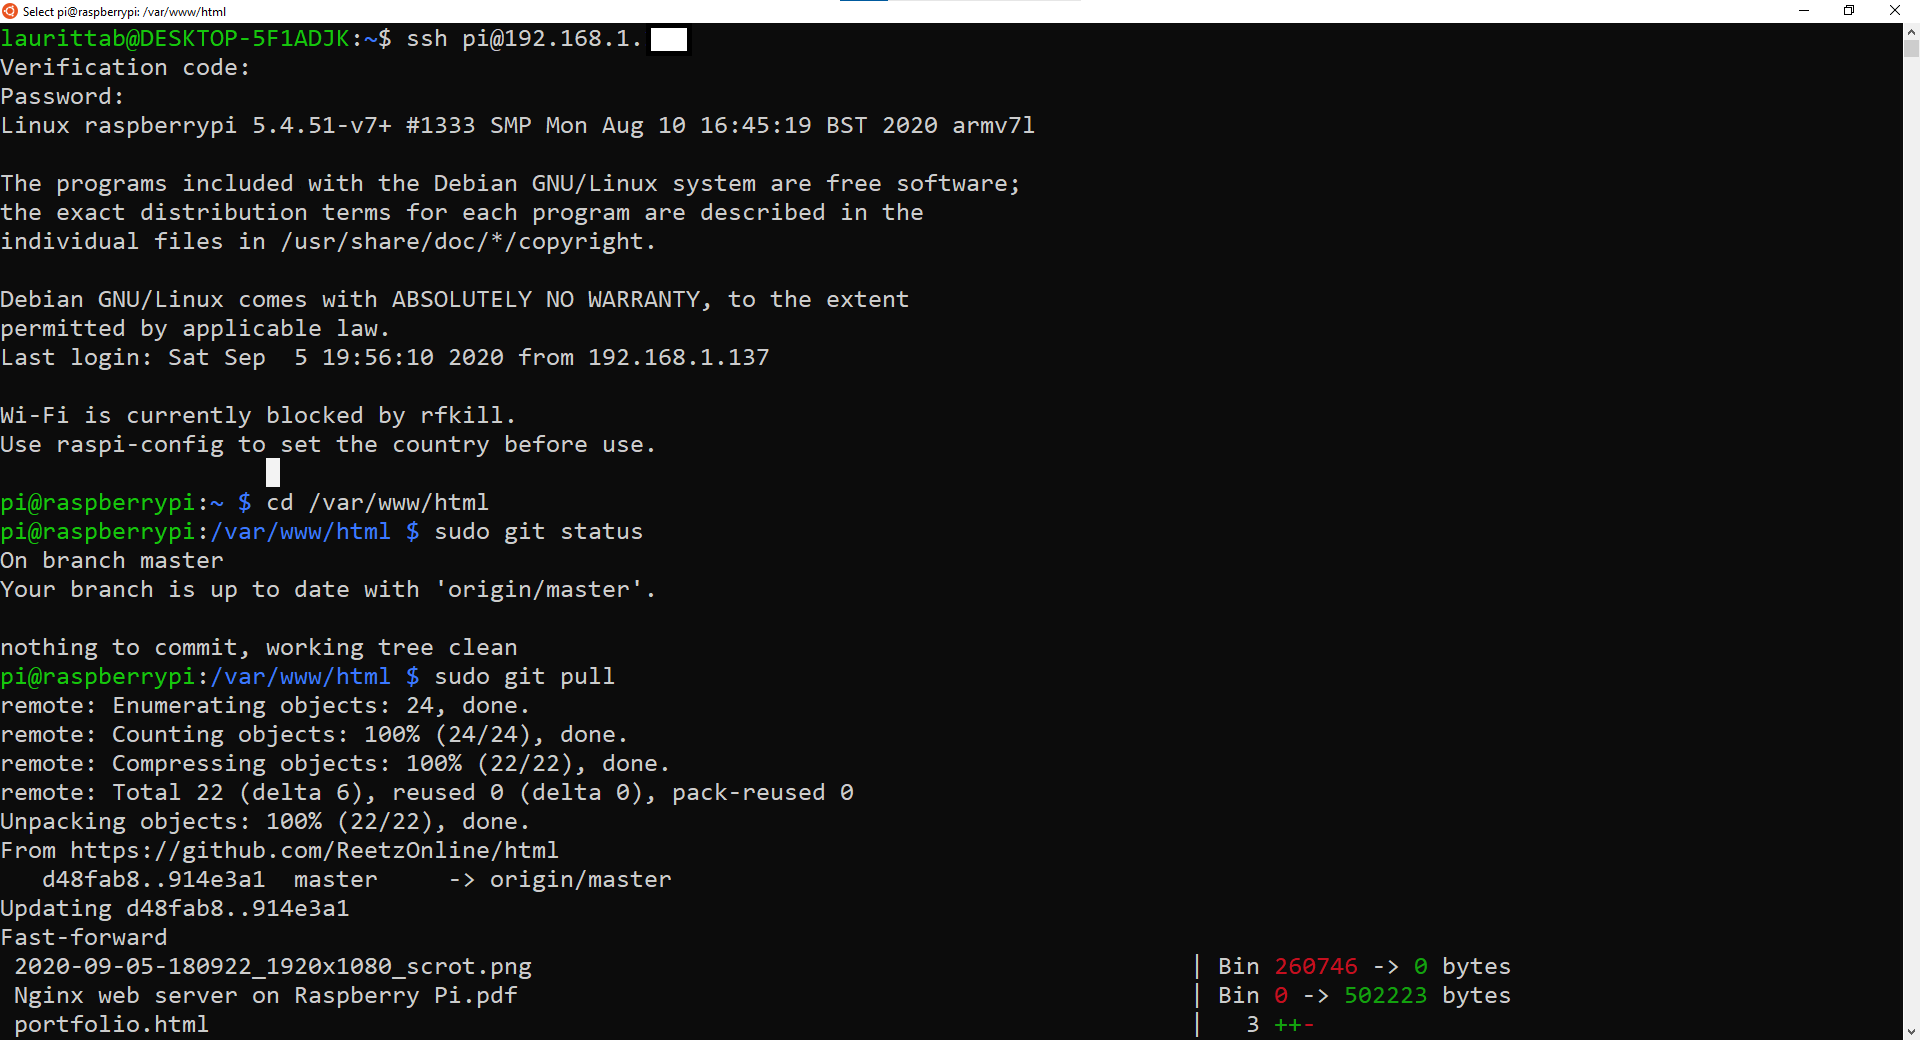 Select pi@raspberrypi: /var/www/html
laurittab@DESKTOP-5F1ADJK:~$ ssh pi@192.168.1.
Verification code:
Password:
Linux raspberrypi 5.4.51-v7+ #1333 SMP Mon Aug 10 16:45:19 BST 2020 armv7l
The programs included with the Debian GNU/Linux system are free software;
the exact distribution terms for each program are described in the
individual files in /usr/share/doc/*/copyright.
Debian GNU/Linux comes with ABSOLUTELY NO WARRANTY, to the extent
permitted by applicable law.
Last login: Sat Sep  5 19:56:10 2020 from 192.168.1.137
Wi-Fi is currently blocked by rfkill.
Use raspi-config to set the country before use.
pi@raspberrypi:~ $ cd /var/www/html
pi@raspberrypi:/var/www/html $ sudo git status
On branch master
Your branch is up to date with 'origin/master'.
nothing to commit, working tree clean
pi@raspberrypi:/var/www/html $ sudo git pull
remote: Enumerating objects: 24, done.
remote: Counting objects: 100% (24/24), done.
remote: Compressing objects: 100% (22/22), done.
remote: Total 22 (delta 6), reused 0 (delta 0), pack-reused 0
Unpacking objects: 100% (22/22), done.
From https://github.com/ReetzOnline/html
   d48fab8..914e3a1  master     -> origin/master
Updating d48fab8..914e3a1
Fast-forward
 2020-09-05-180922_1920x1080_scrot.png | Bin 260746 -> 0 bytes
 Nginx web server on Raspberry Pi.pdf | Bin 0 -> 502223 bytes
 portfolio.html | 3 ++-